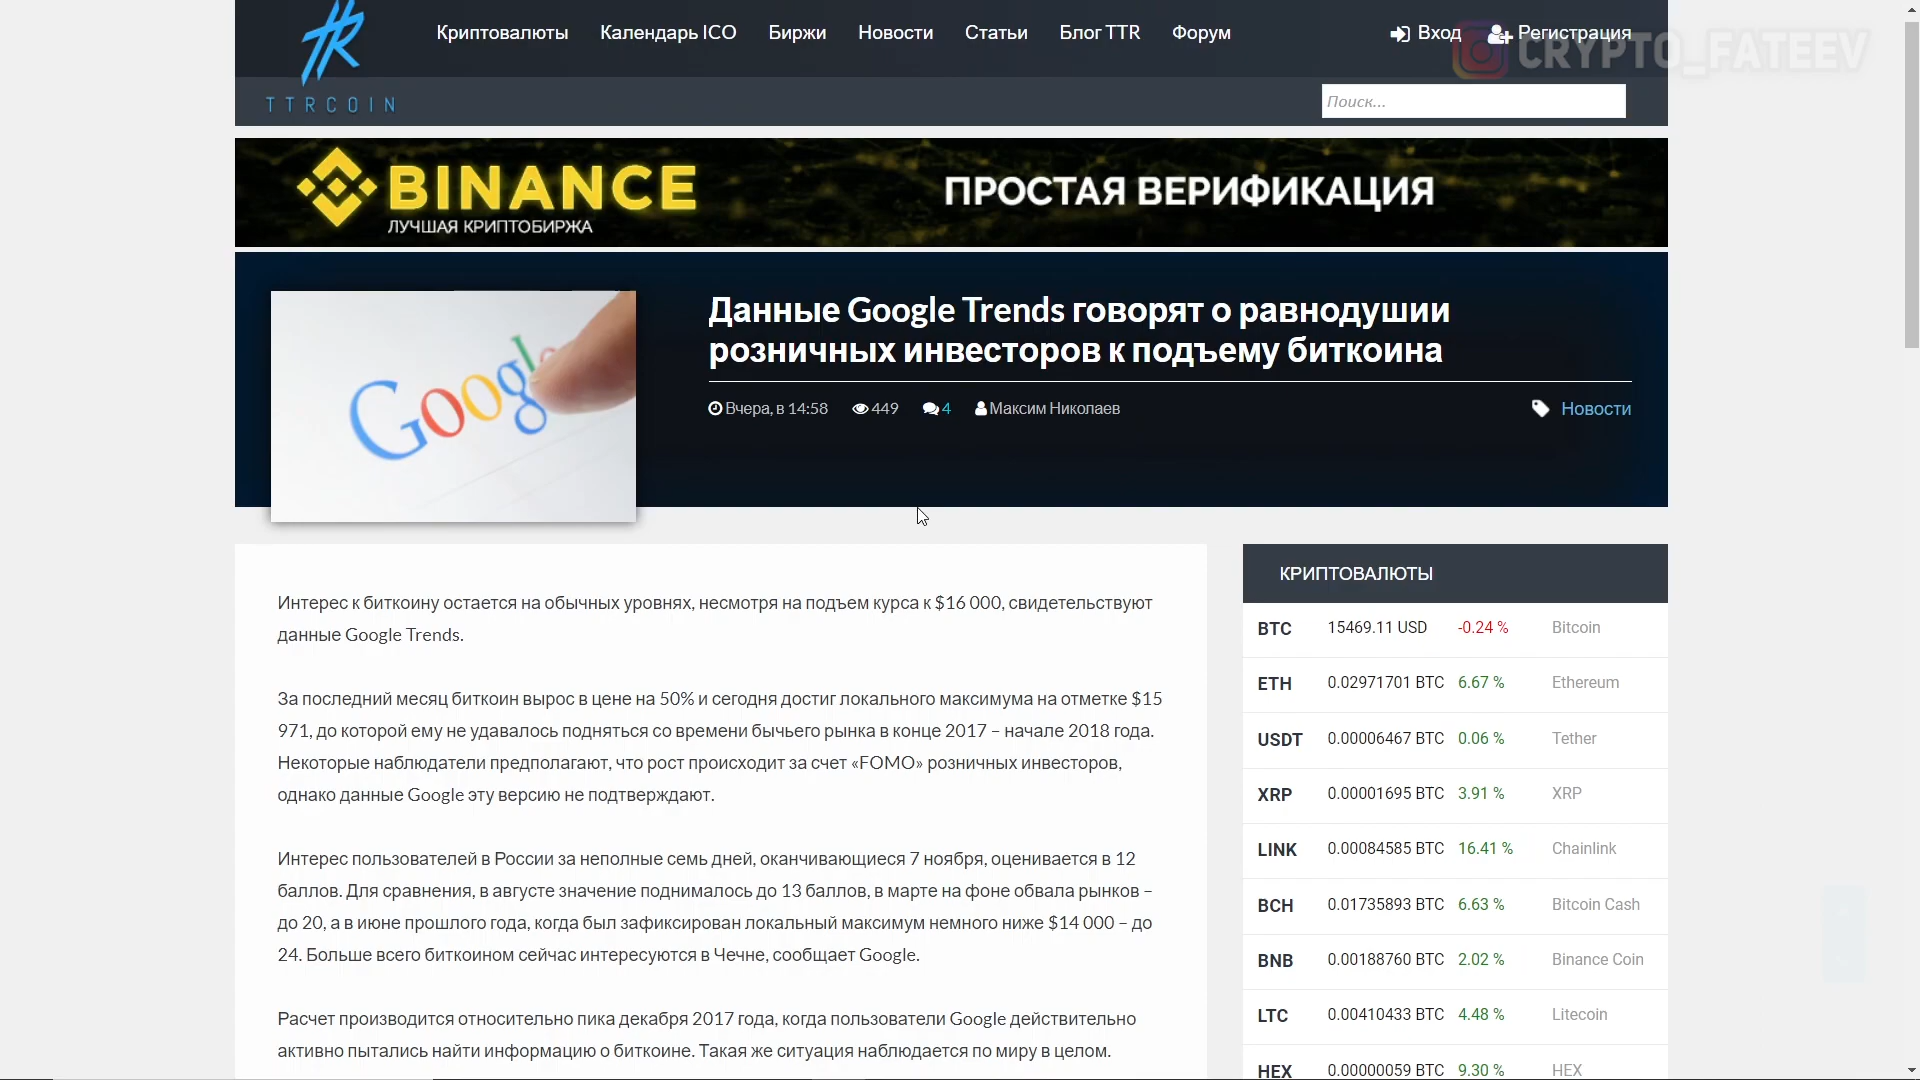 Криптовалюты Календарь ICO Биржи Новости Статьи Блог TTR Форум Вход Регистрация
CRYPTO_FATEEV
TTRCOIN
Поиск...
BINANCE
ЛУЧШАЯ КРИПТОБИРЖА
ПРОСТАЯ ВЕРИФИКАЦИЯ
Google
Данные Google Trends говорят о равнодушии
розничных инвесторов к подъему биткоина
Вчера, в 14:58 449 4 Максим Николаев Новости
Интерес к биткоину остается на обычных уровнях, несмотря на подъем курса к $16 000, свидетельствуют
данные Google Trends.
За последний месяц биткоин вырос в цене на 50% и сегодня достиг локального максимума на отметке $15
971, до которой ему не удавалось подняться со времени бычьего рынка в конце 2017 – начале 2018 года.
Некоторые наблюдатели предполагают, что рост происходит за счет «FOMO» розничных инвесторов,
однако данные Google эту версию не подтверждают.
Интерес пользователей в России за неполные семь дней, оканчивающиеся 7 ноября, оценивается в 12
баллов. Для сравнения, в августе значение поднималось до 13 баллов, в марте на фоне обвала рынков –
до 20, а в июне прошлого года, когда был зафиксирован локальный максимум немного ниже $14 000 – до
24. Больше всего биткоином сейчас интересуются в Чечне, сообщает Google.
Расчет производится относительно пика декабря 2017 года, когда пользователи Google действительно
активно пытались найти информацию о биткоине. Такая же ситуация наблюдается по миру в целом.
КРИПТОВАЛЮТЫ
BTC 15469.11 USD -0.24 % Bitcoin
ETH 0.02971701 BTC 6.67 % Ethereum
USDT 0.00006467 BTC 0.06 % Tether
XRP 0.00001695 BTC 3.91 % XRP
LINK 0.00084585 BTC 16.41 % Chainlink
BCH 0.01735893 BTC 6.63 % Bitcoin Cash
BNB 0.00188760 BTC 2.02 % Binance Coin
LTC 0.00410433 BTC 4.48 % Litecoin
HEX 0.00000059 BTC 9.30 % HEX